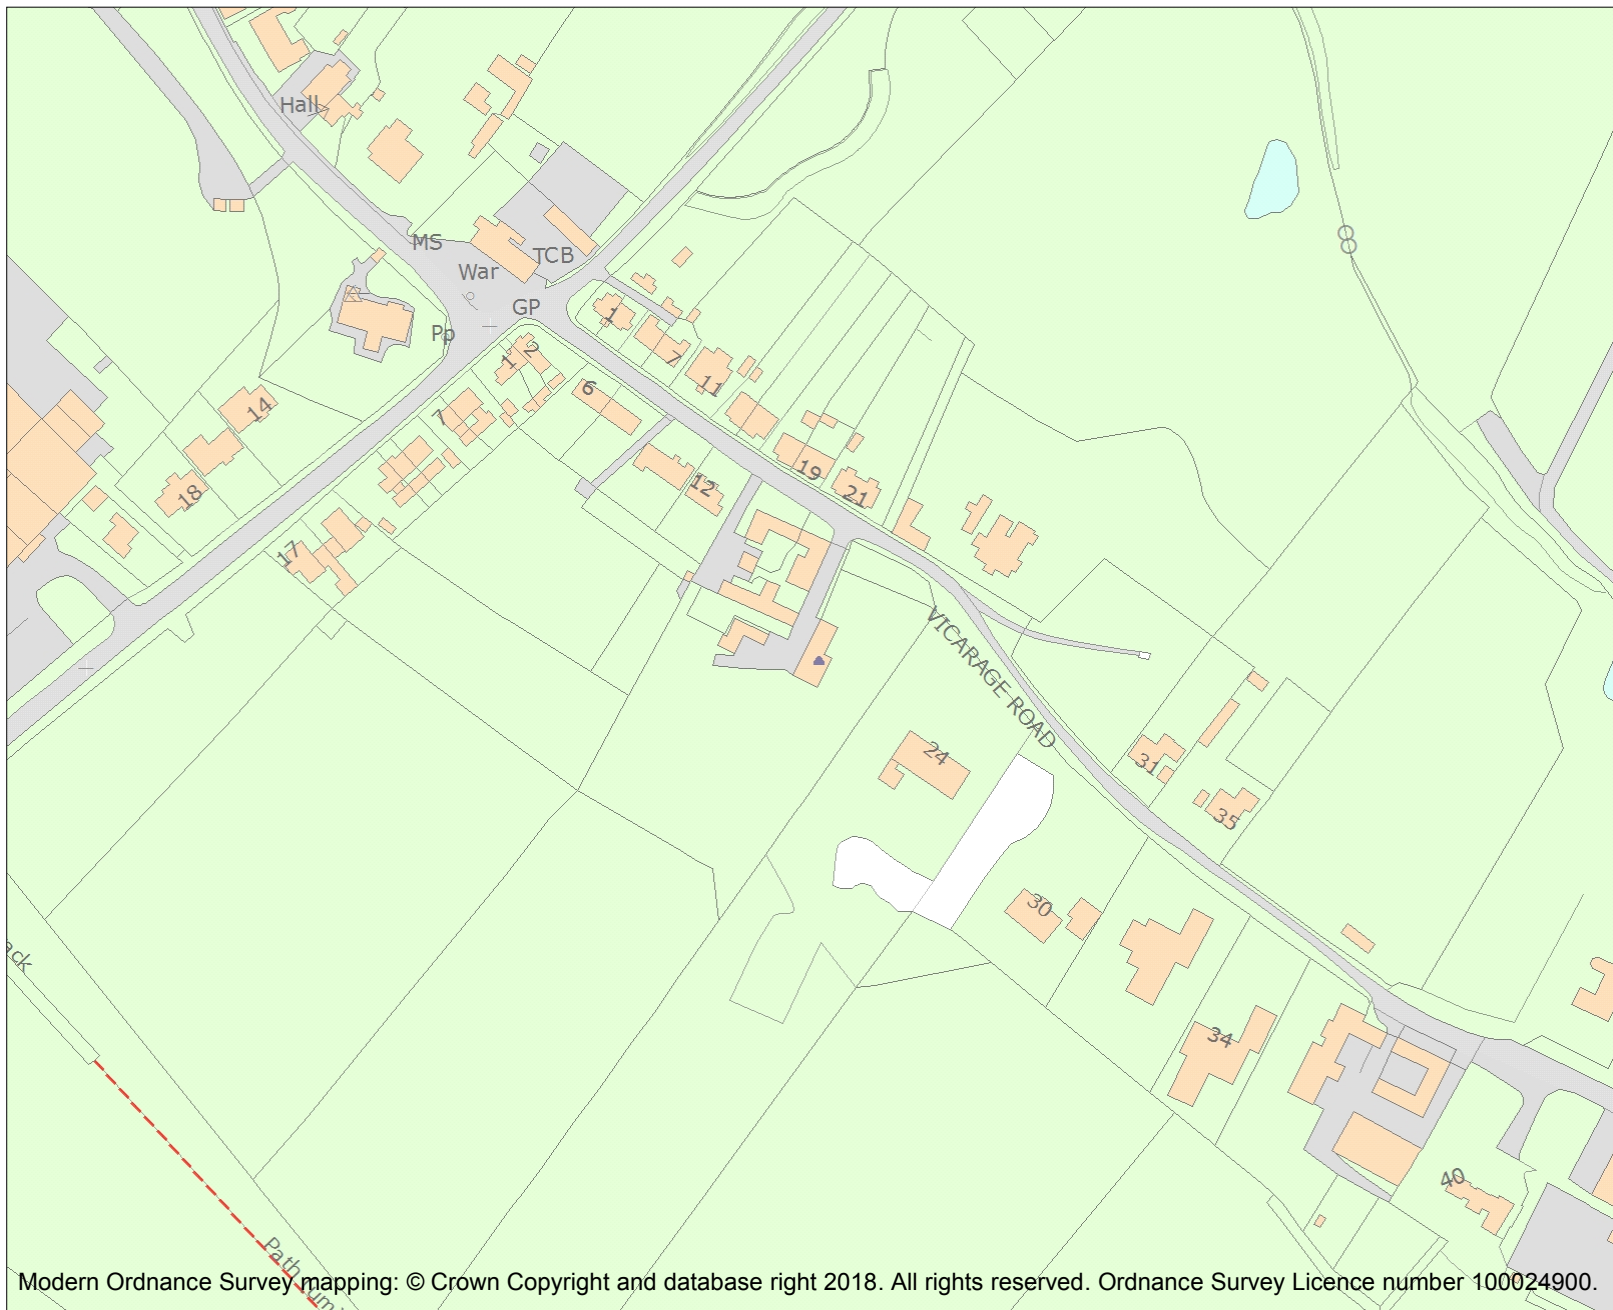 Hall
MS
War
TCB
GP
Pp
1
2
1
7
6
7
11
14
18
17
12
19
21
VICARAGE ROAD
24
31
35
30
34
40
ack
Path
Modern Ordnance Survey mapping: © Crown Copyright and database right 2018. All rights reserved. Ordnance Survey Licence number 100024900.